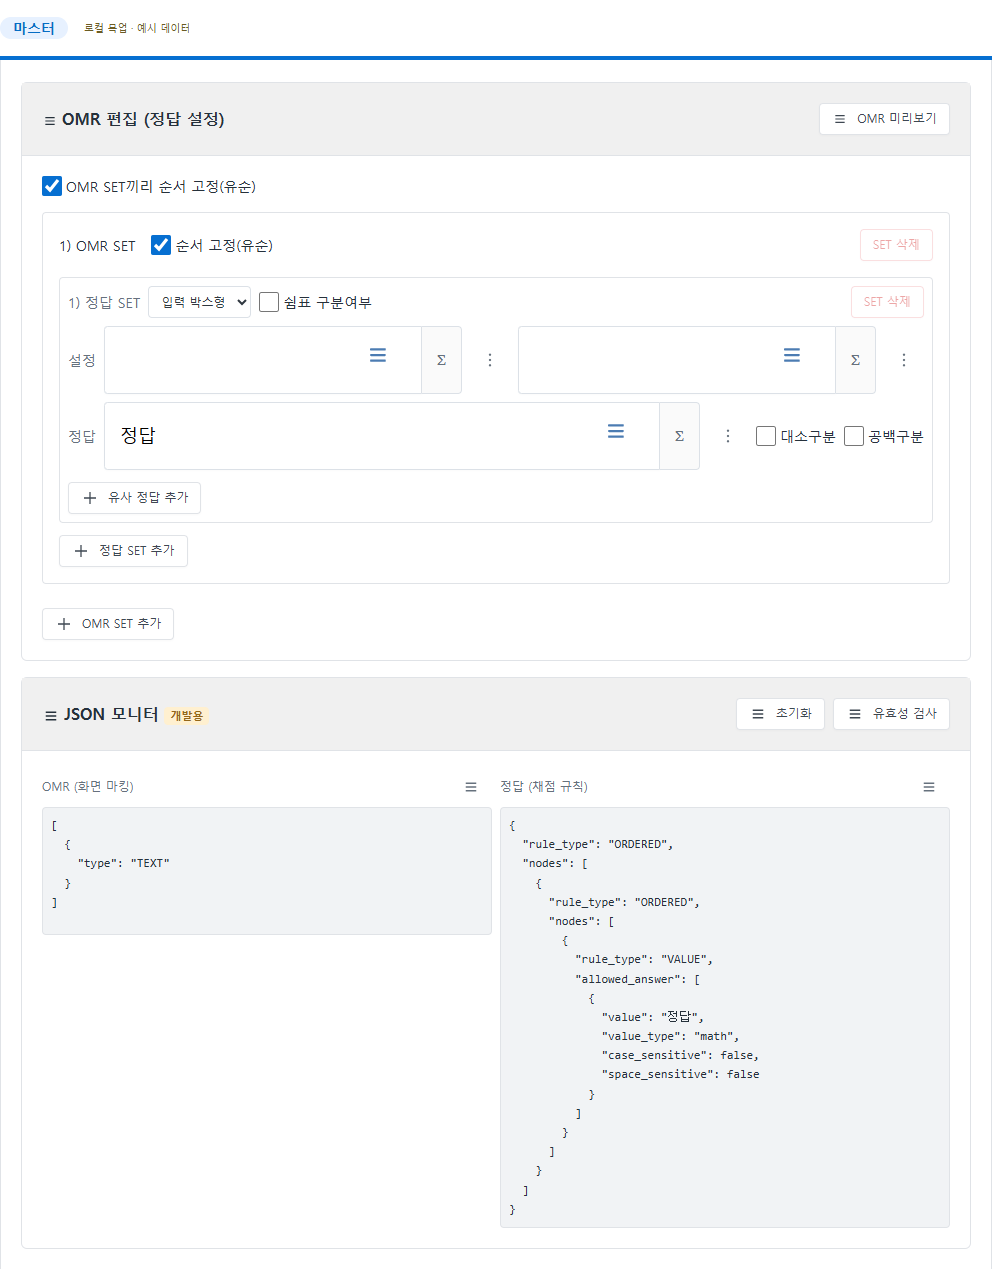 마스터 로컬 목업 · 예시 데이터
OMR 편집 (정답 설정) OMR 미리보기
OMR SET끼리 순서 고정(유순)
1) OMR SET 순서 고정(유순) SET 삭제
1) 정답 SET 입력 박스형 쉼표 구분여부 SET 삭제
설정 Σ ⋮ Σ ⋮
정답 정답 Σ ⋮ 대소구분 공백구분
+ 유사 정답 추가
+ 정답 SET 추가
+ OMR SET 추가
JSON 모니터 개발용 초기화 유효성 검사
OMR (화면 마킹)
[
  {
    "type": "TEXT"
  }
]
정답 (채점 규칙)
{
  "rule_type": "ORDERED",
  "nodes": [
    {
      "rule_type": "ORDERED",
      "nodes": [
        {
          "rule_type": "VALUE",
          "allowed_answer": [
            {
              "value": "정답",
              "value_type": "math",
              "case_sensitive": false,
              "space_sensitive": false
            }
          ]
        }
      ]
    }
  ]
}